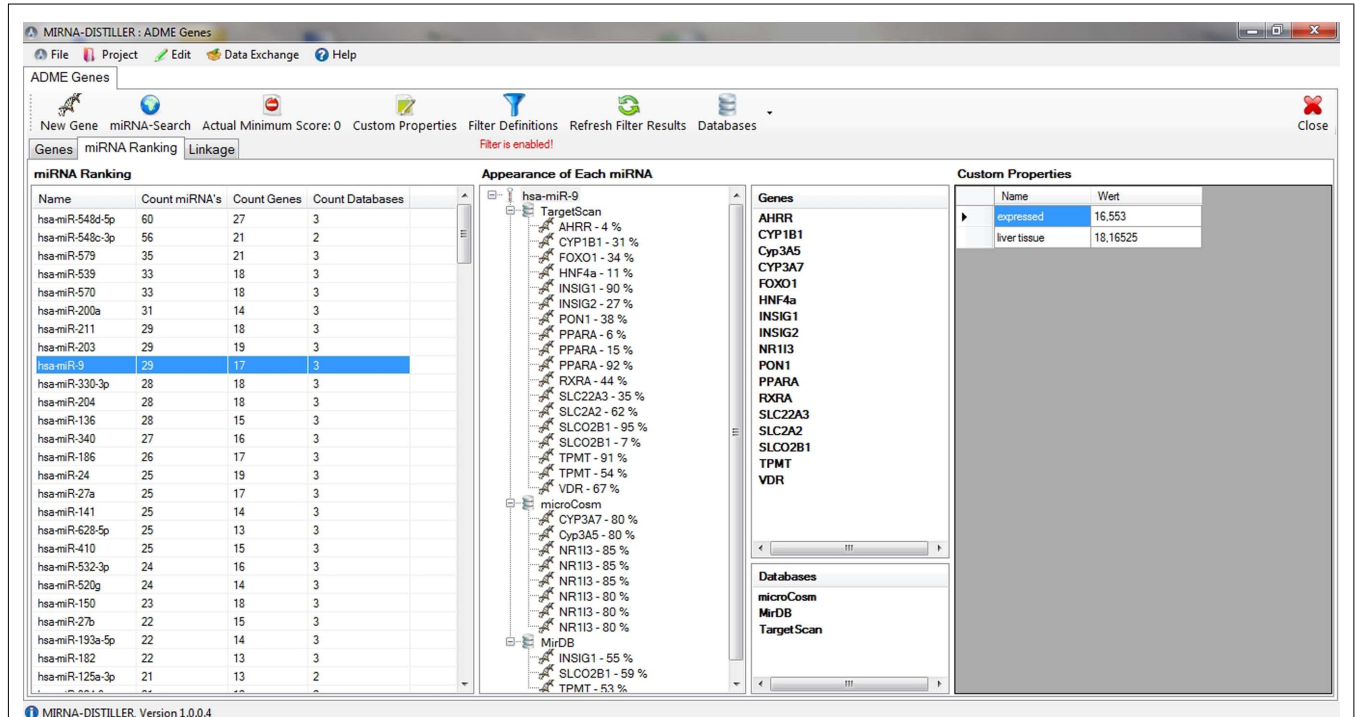 MIRNA-DISTILLER : ADME Genes
File Project Edit Data Exchange Help
ADME Genes
New Gene miRNA-Search Actual Minimum Score: 0 Custom Properties Filter Definitions Refresh Filter Results Databases Close
Filter is enabled!
Genes miRNA Ranking Linkage
miRNA Ranking
Name Count miRNA's Count Genes Count Databases
hsa-miR-548d-5p 60 27 3
hsa-miR-548c-3p 56 21 2
hsa-miR-579 35 21 3
hsa-miR-539 33 18 3
hsa-miR-570 33 18 3
hsa-miR-200a 31 14 3
hsa-miR-211 29 18 3
hsa-miR-203 29 19 3
hsa-miR-9 29 17 3
hsa-miR-330-3p 28 18 3
hsa-miR-204 28 18 3
hsa-miR-136 28 15 3
hsa-miR-340 27 16 3
hsa-miR-186 26 17 3
hsa-miR-24 25 19 3
hsa-miR-27a 25 17 3
hsa-miR-141 25 14 3
hsa-miR-628-5p 25 13 3
hsa-miR-410 25 15 3
hsa-miR-532-3p 24 16 3
hsa-miR-520g 24 14 3
hsa-miR-150 23 18 3
hsa-miR-27b 22 15 3
hsa-miR-193a-5p 22 14 3
hsa-miR-182 22 13 3
hsa-miR-125a-3p 21 13 2
Appearance of Each miRNA
hsa-miR-9
TargetScan
AHRR - 4 %
CYP1B1 - 31 %
FOXO1 - 34 %
HNF4a - 11 %
INSIG1 - 90 %
INSIG2 - 27 %
PON1 - 38 %
PPARA - 6 %
PPARA - 15 %
PPARA - 92 %
RXRA - 44 %
SLC22A3 - 35 %
SLC2A2 - 62 %
SLCO2B1 - 95 %
SLCO2B1 - 7 %
TPMT - 91 %
TPMT - 54 %
VDR - 67 %
microCosm
CYP3A7 - 80 %
Cyp3A5 - 80 %
NR1I3 - 85 %
NR1I3 - 85 %
NR1I3 - 85 %
NR1I3 - 80 %
NR1I3 - 80 %
NR1I3 - 80 %
MirDB
INSIG1 - 55 %
SLCO2B1 - 59 %
TPMT - 53 %
Genes
AHRR
CYP1B1
Cyp3A5
CYP3A7
FOXO1
HNF4a
INSIG1
INSIG2
NR1I3
PON1
PPARA
RXRA
SLC22A3
SLC2A2
SLCO2B1
TPMT
VDR
Databases
microCosm
MirDB
TargetScan
Custom Properties
Name Wert
expressed 16,553
liver tissue 18,16525
MIRNA-DISTILLER, Version 1.0.0.4